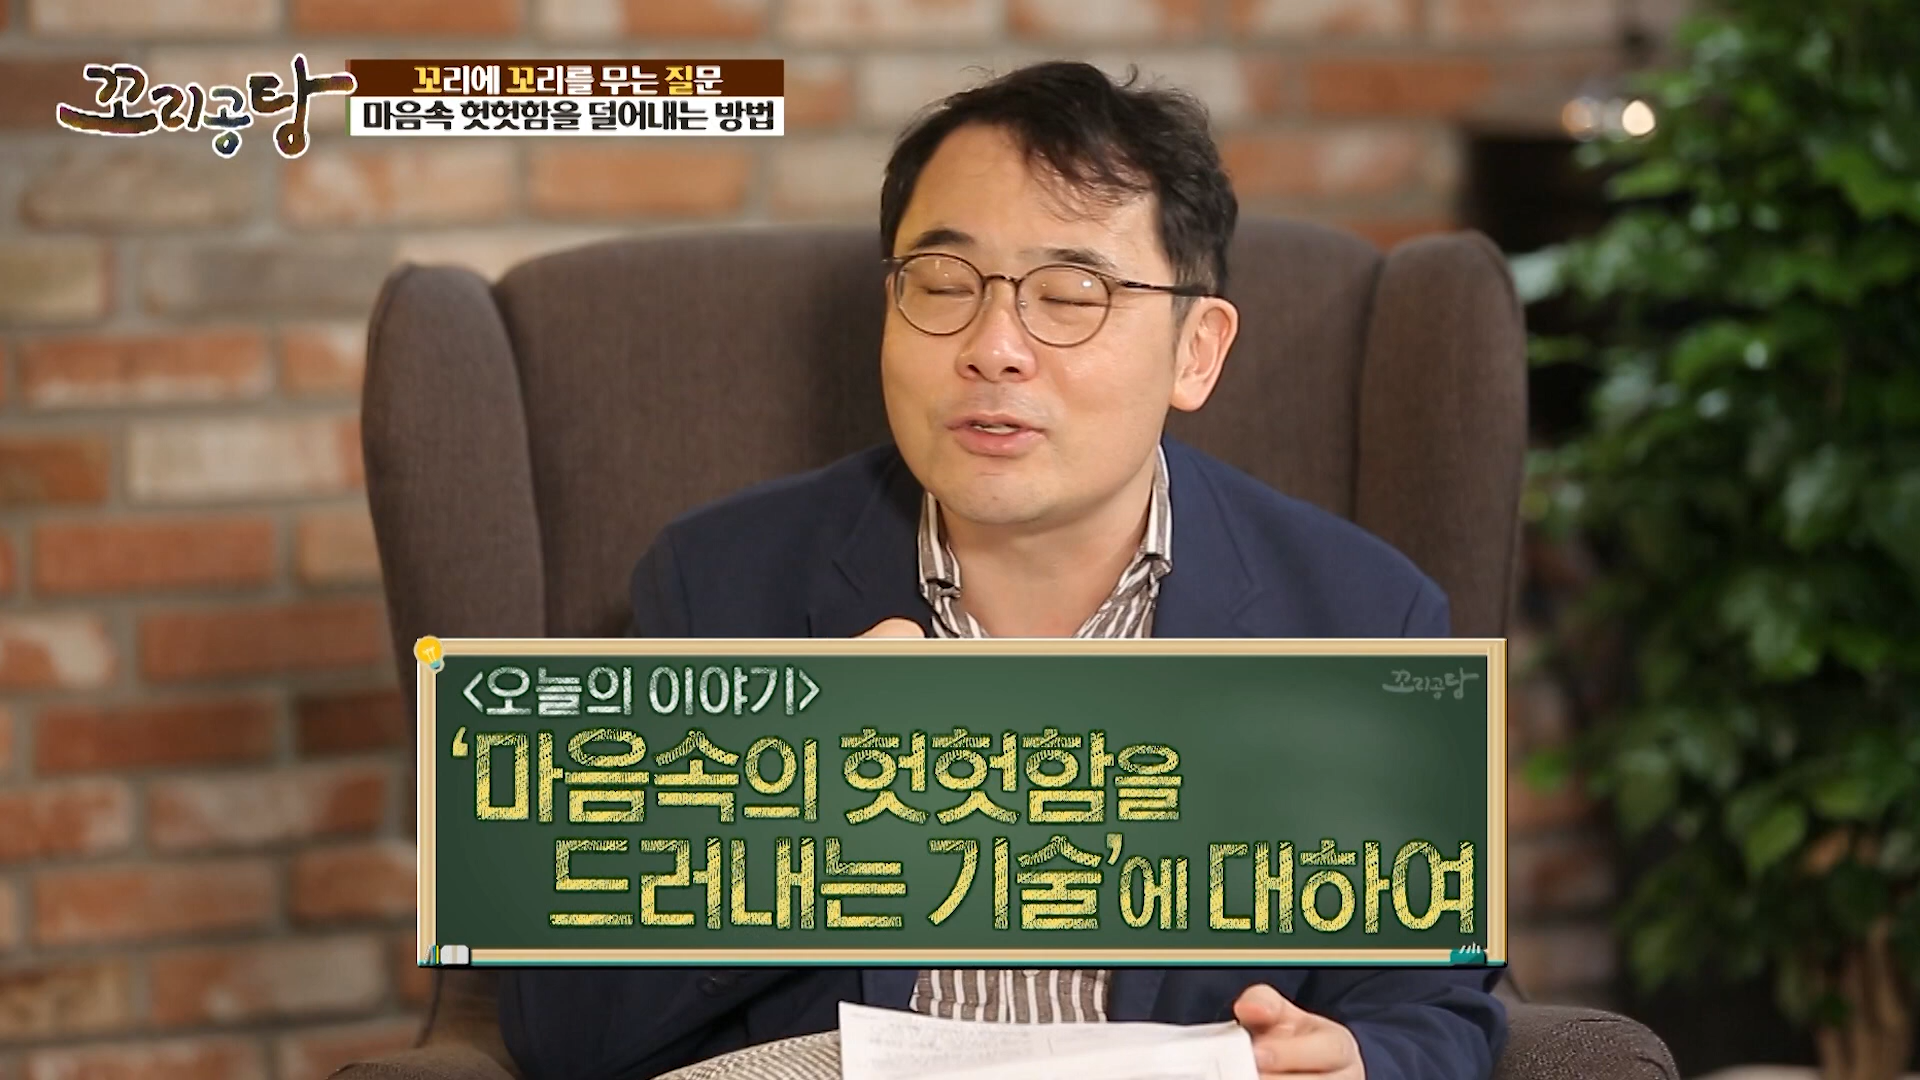 꼬리공탕
꼬리에 꼬리를 무는 질문
마음속 헛헛함을 덜어내는 방법
<오늘의 이야기>
꼬리공탕
‘마음속의 헛헛함을
드러내는 기술’에 대하여